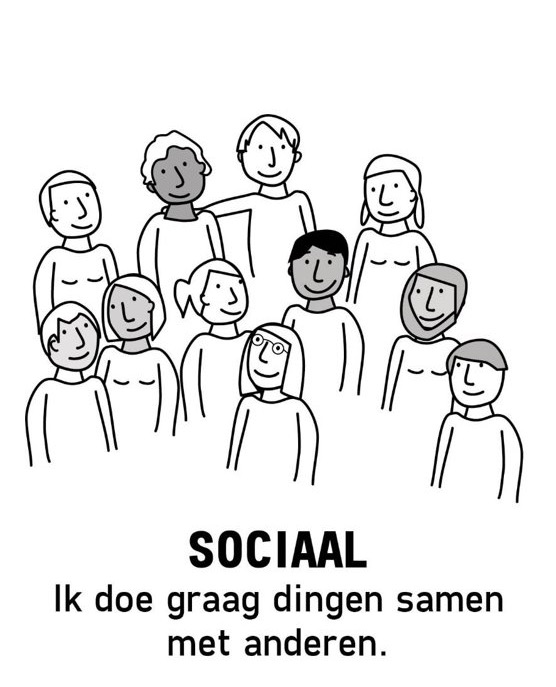 SOCIAAL
Ik doe graag dingen samen
met anderen.